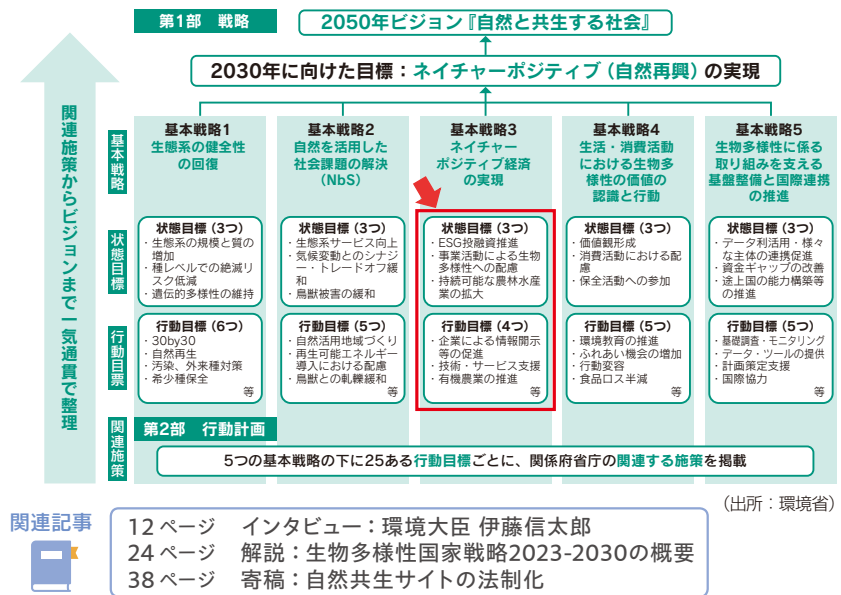 第1部 戦略
2050年ビジョン『自然と共生する社会』
2030年に向けた目標：ネイチャーポジティブ（自然再興）の実現
関連施策からビジョンまで一気通貫で整理
基本戦略
基本戦略1
生態系の健全性
の回復
基本戦略2
自然を活用した
社会課題の解決
（NbS）
基本戦略3
ネイチャー
ポジティブ経済
の実現
基本戦略4
生活・消費活動
における生物多
様性の価値の
認識と行動
基本戦略5
生物多様性に係る
取り組みを支える
基盤整備と国際連携
の推進
状態目標
状態目標（3つ）
・生態系の規模と質の
増加
・種レベルでの絶滅リ
スク低減
・遺伝的多様性の維持
状態目標（3つ）
・生態系サービス向上
・気候変動とのシナジ
ー・トレードオフ緩
和
・鳥獣被害の緩和
状態目標（3つ）
・ESG投融資推進
・事業活動による生物
多様性への配慮
・持続可能な農林水産
業の拡大
状態目標（3つ）
・価値観形成
・消費活動における配
慮
・保全活動への参加
状態目標（3つ）
・データ利活用・様々
な主体の連携促進
・資金ギャップの改善
・途上国の能力構築等
の推進
行動目票
行動目標（6つ）
・30by30
・自然再生
・汚染、外来種対策
・希少種保全
等
行動目標（5つ）
・自然活用地域づくり
・再生可能エネルギー
導入における配慮
・鳥獣との軋轢緩和
等
行動目標（4つ）
・企業による情報開示
等の促進
・技術・サービス支援
・有機農業の推進
等
行動目標（5つ）
・環境教育の推進
・ふれあい機会の増加
・行動変容
・食品ロス半減
等
行動目標（5つ）
・基礎調査・モニタリング
・データ・ツールの提供
・計画策定支援
・国際協力
等
関連施策
第2部 行動計画
5つの基本戦略の下に25ある行動目標ごとに、関係府省庁の関連する施策を掲載
（出所：環境省）
関連記事
12ページ インタビュー：環境大臣 伊藤信太郎
24ページ 解説：生物多様性国家戦略2023-2030の概要
38ページ 寄稿：自然共生サイトの法制化